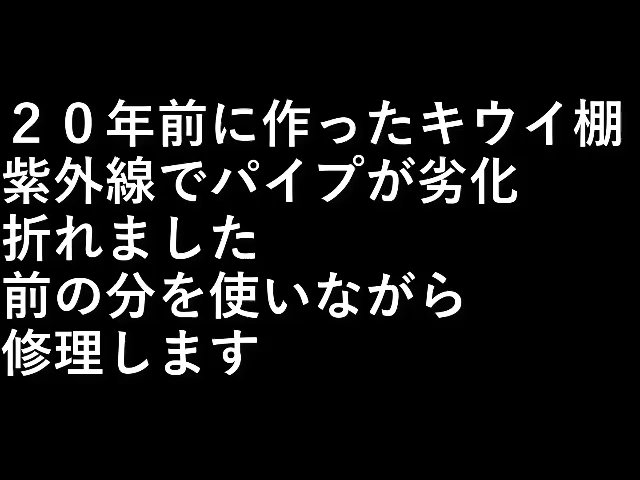 ２０年前に作ったキウイ棚
紫外線でパイプが劣化
折れました
前の分を使いながら
修理します